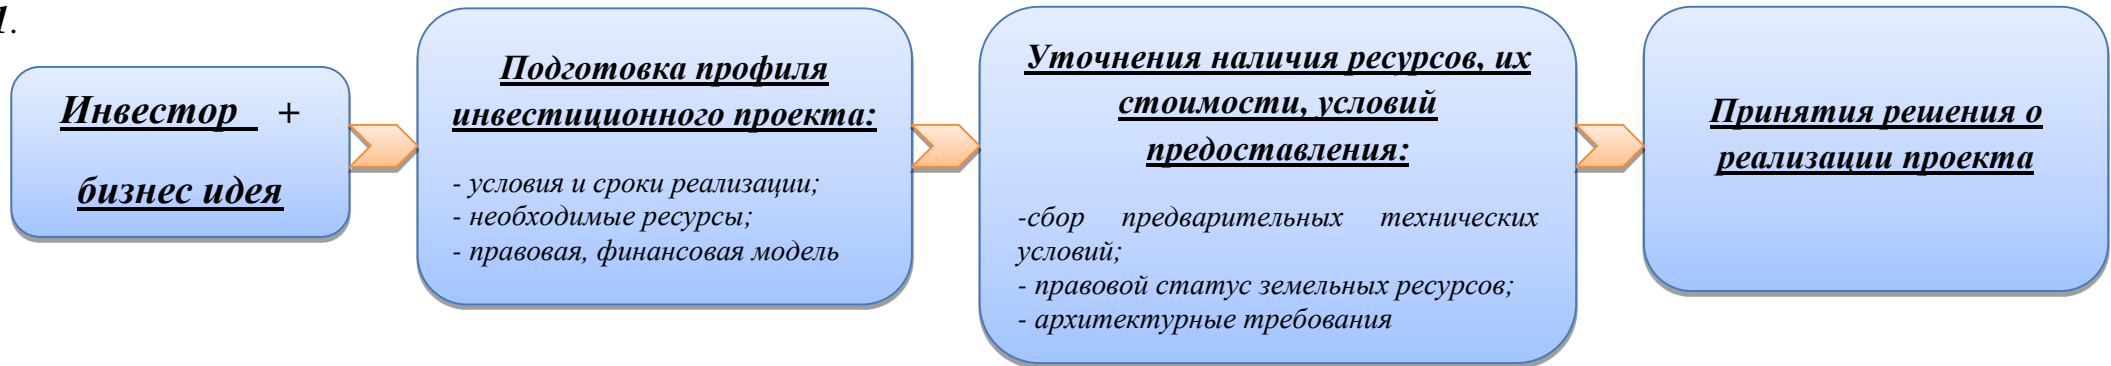 1.
Инвестор +
бизнес идея
Подготовка профиля
инвестиционного проекта:
- условия и сроки реализации;
- необходимые ресурсы;
- правовая, финансовая модель
Уточнения наличия ресурсов, их
стоимости, условий
предоставления:
-сбор предварительных технических
условий;
- правовой статус земельных ресурсов;
- архитектурные требования
Принятия решения о
реализации проекта